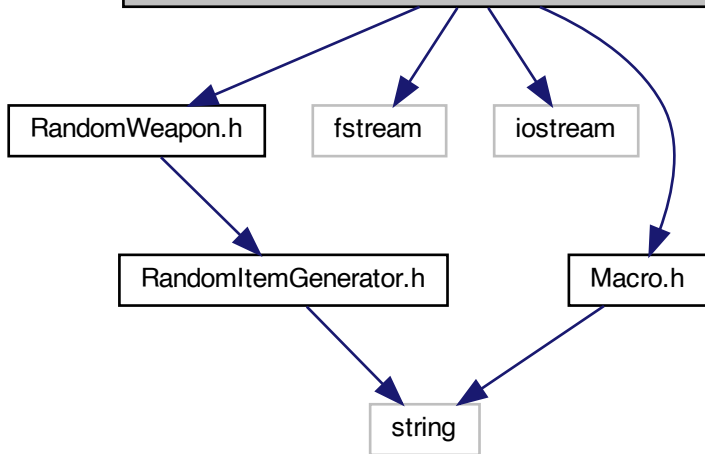 RandomWeapon.h
fstream
iostream
RandomItemGenerator.h
Macro.h
string